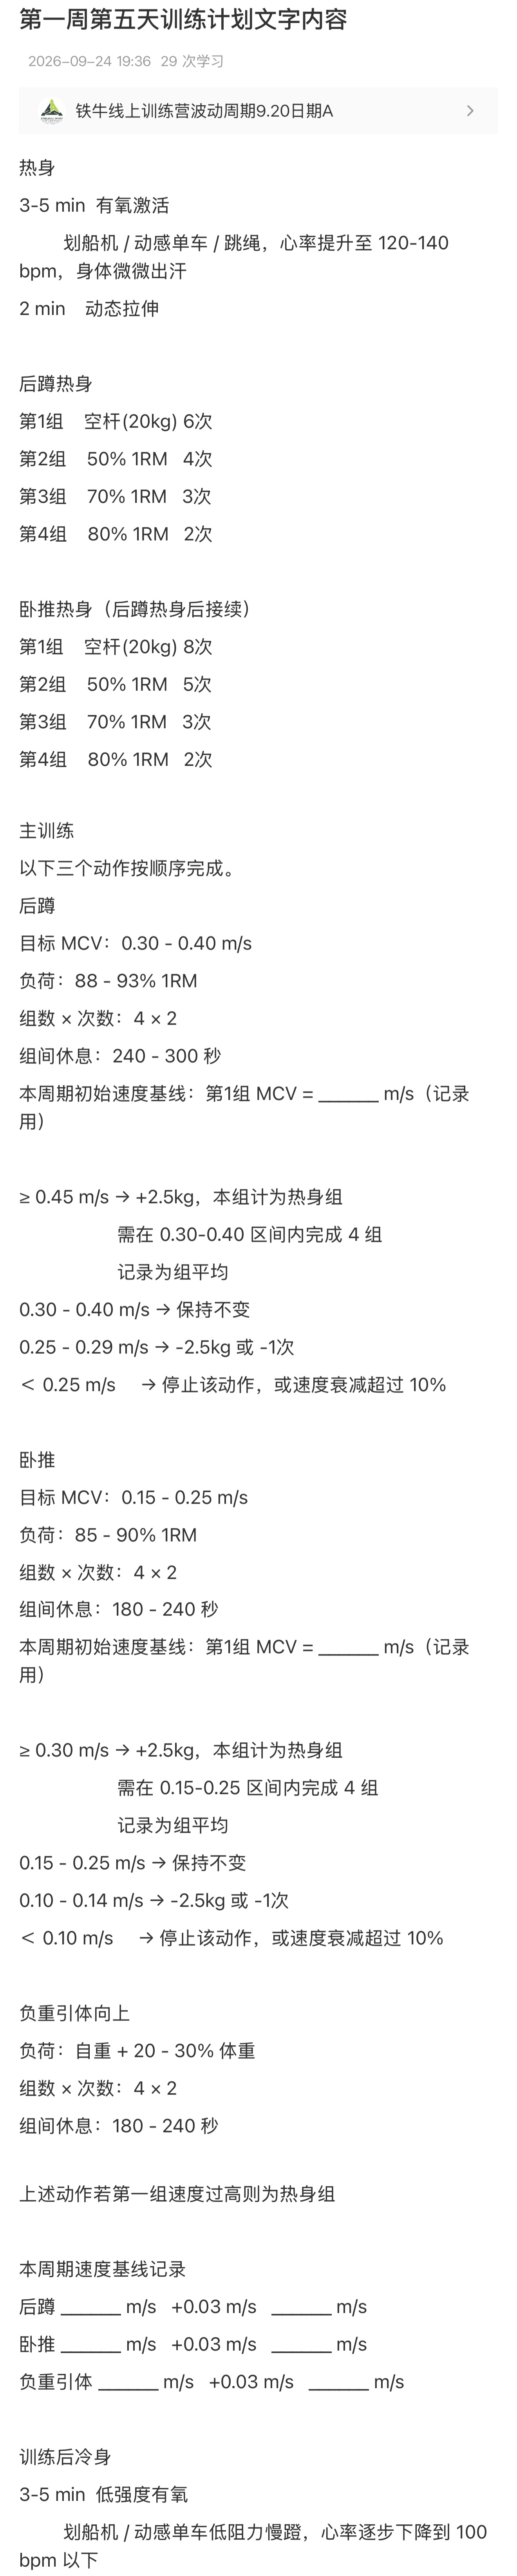 第一周第五天训练计划文字内容
2026-09-24 19:36 29 次学习
铁牛线上训练营波动周期9.20日期A
热身
3-5 min 有氧激活
划船机 / 动感单车 / 跳绳，心率提升至 120-140
bpm，身体微微出汗
2 min 动态拉伸
后蹲热身
第1组 空杆(20kg) 6次
第2组 50% 1RM 4次
第3组 70% 1RM 3次
第4组 80% 1RM 2次
卧推热身（后蹲热身后接续）
第1组 空杆(20kg) 8次
第2组 50% 1RM 5次
第3组 70% 1RM 3次
第4组 80% 1RM 2次
主训练
以下三个动作按顺序完成。
后蹲
目标 MCV：0.30 - 0.40 m/s
负荷：88 - 93% 1RM
组数 × 次数：4 × 2
组间休息：240 - 300 秒
本周期初始速度基线：第1组 MCV = ______ m/s（记录
用）
≥ 0.45 m/s → +2.5kg，本组计为热身组
需在 0.30-0.40 区间内完成 4 组
记录为组平均
0.30 - 0.40 m/s → 保持不变
0.25 - 0.29 m/s → -2.5kg 或 -1次
＜ 0.25 m/s → 停止该动作，或速度衰减超过 10%
卧推
目标 MCV：0.15 - 0.25 m/s
负荷：85 - 90% 1RM
组数 × 次数：4 × 2
组间休息：180 - 240 秒
本周期初始速度基线：第1组 MCV = ______ m/s（记录
用）
≥ 0.30 m/s → +2.5kg，本组计为热身组
需在 0.15-0.25 区间内完成 4 组
记录为组平均
0.15 - 0.25 m/s → 保持不变
0.10 - 0.14 m/s → -2.5kg 或 -1次
＜ 0.10 m/s → 停止该动作，或速度衰减超过 10%
负重引体向上
负荷：自重 + 20 - 30% 体重
组数 × 次数：4 × 2
组间休息：180 - 240 秒
上述动作若第一组速度过高则为热身组
本周期速度基线记录
后蹲 ______ m/s +0.03 m/s ______ m/s
卧推 ______ m/s +0.03 m/s ______ m/s
负重引体 ______ m/s +0.03 m/s ______ m/s
训练后冷身
3-5 min 低强度有氧
划船机 / 动感单车低阻力慢蹬，心率逐步下降到 100
bpm 以下